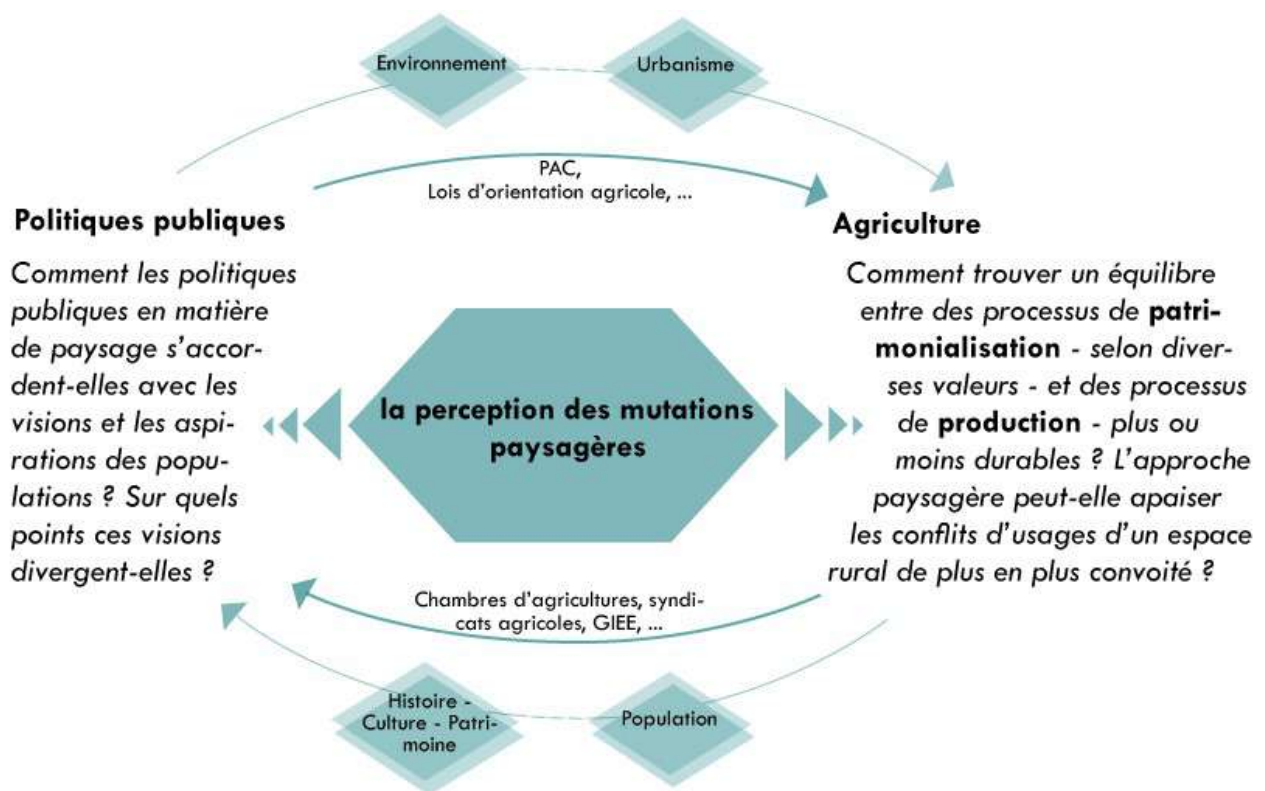 Environnement
Urbanisme
PAC,
Lois d'orientation agricole, ...
Politiques publiques
Comment les politiques
publiques en matière
de paysage s'accor-
dent-elles avec les
visions et les aspi-
rations des popu-
lations ? Sur quels
points ces visions
divergent-elles ?
la perception des mutations
paysagères
Agriculture
Comment trouver un équilibre
entre des processus de patri-
monialisation - selon diver-
ses valeurs - et des processus
de production - plus ou
moins durables ? L'approche
paysagère peut-elle apaiser
les conflits d'usages d'un espace
rural de plus en plus convoité ?
Chambres d'agricultures, syndi-
cats agricoles, GIEE, ...
Histoire -
Culture - Patri-
moine
Population